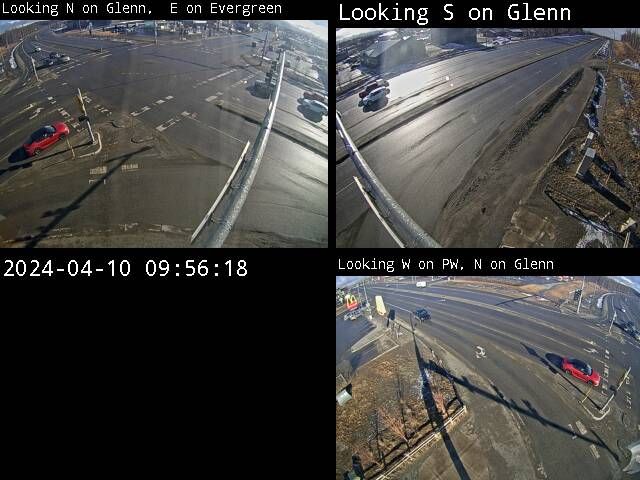 Looking N on Glenn, E on Evergreen
Looking S on Glenn
2024-04-10 09:56:18
Looking W on PW, N on Glenn